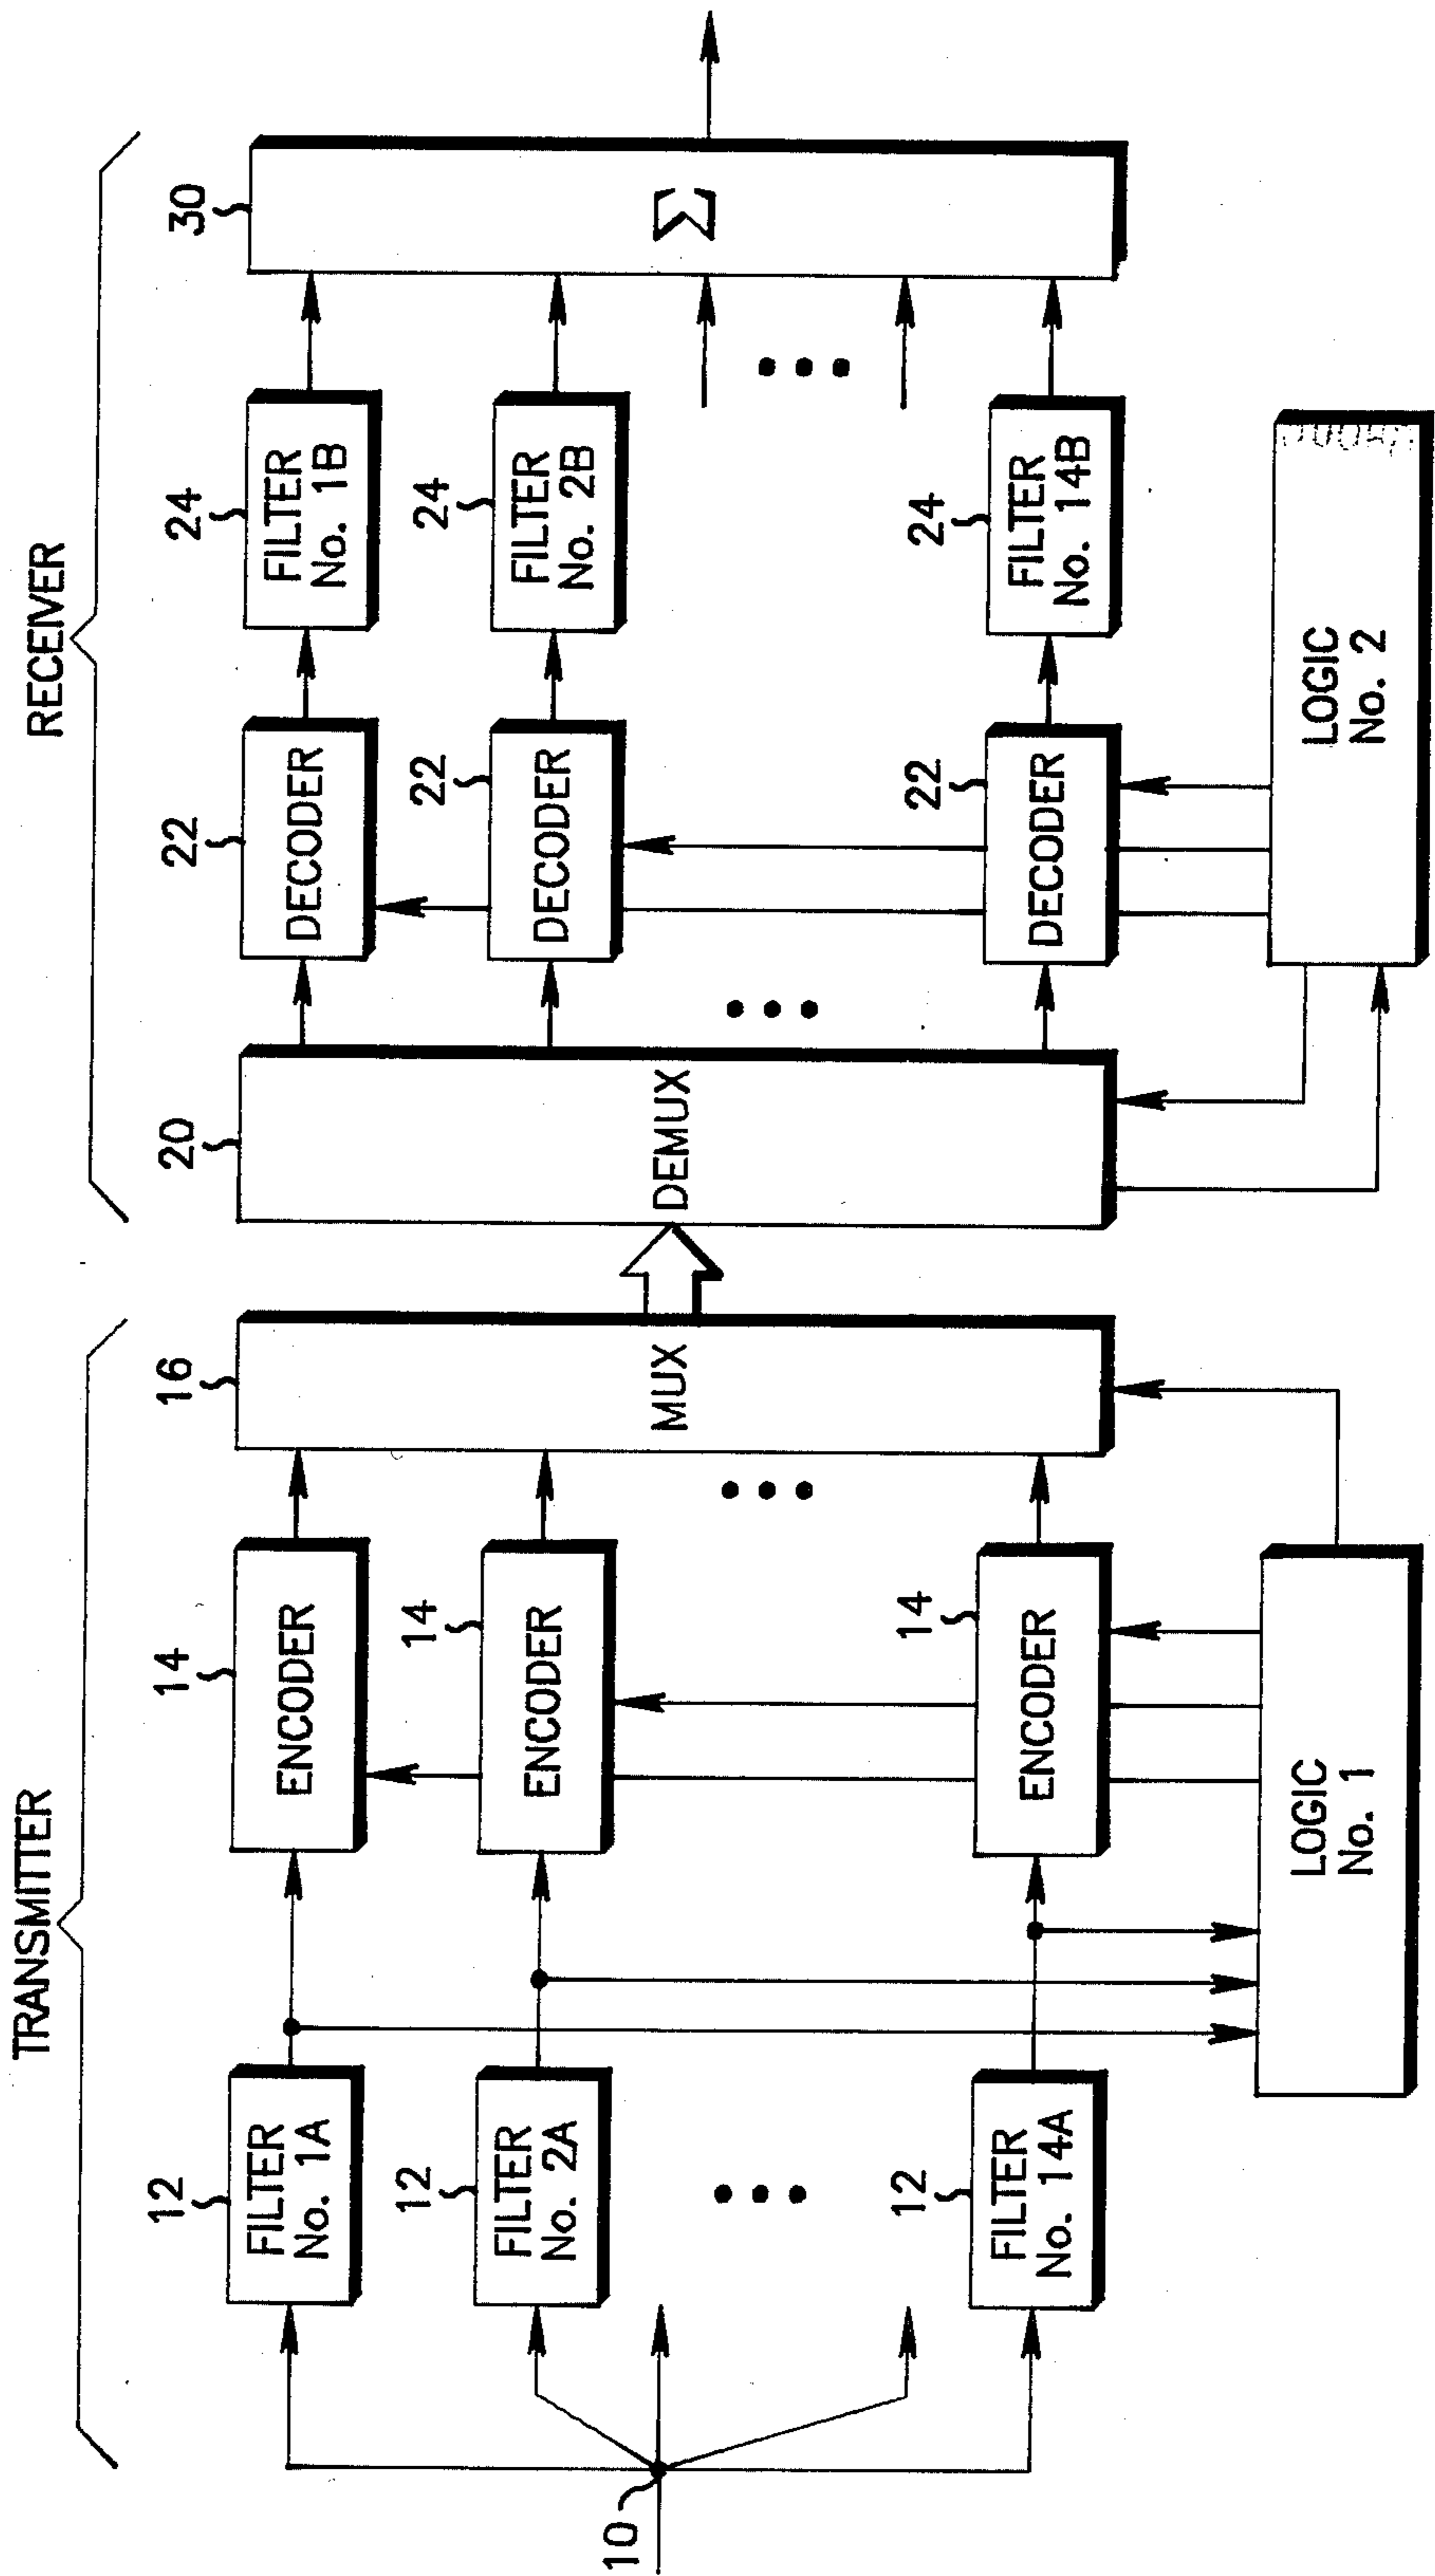 TRANSMITTER
RECEIVER
10
12
FILTER
No. 1A
12
FILTER
No. 2A
12
FILTER
No. 14A
14
ENCODER
14
ENCODER
14
ENCODER
LOGIC
No. 1
16
MUX
20
DEMUX
22
DECODER
22
DECODER
22
DECODER
LOGIC
No. 2
24
FILTER
No. 1B
24
FILTER
No. 2B
24
FILTER
No. 14B
30
Σ